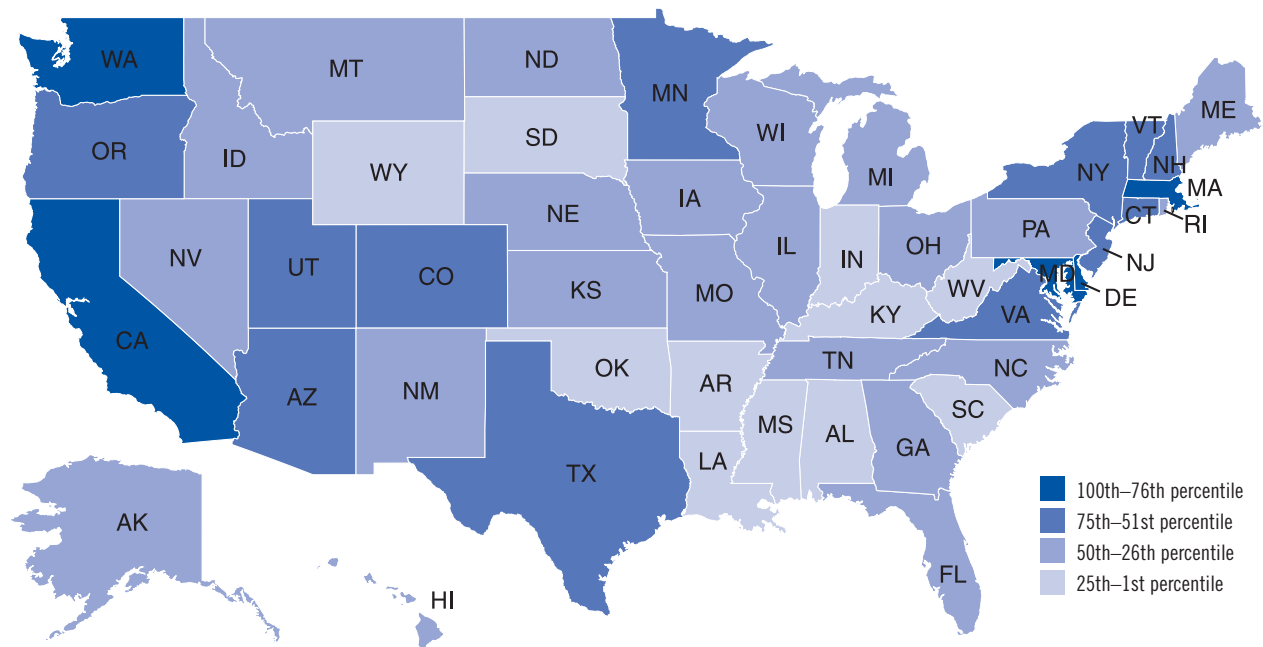 WA
MT
ND
MN
ME
VT
NH
OR
ID
SD
WI
NY
MA
WY
MI
CT
RI
IA
NE
PA
NV
IL
IN
OH
NJ
UT
CO
MD
DE
KS
MO
WV
KY
VA
CA
TN
NC
OK
AR
AZ
NM
SC
MS
AL
GA
LA
TX
AK
FL
HI
100th–76th percentile
75th–51st percentile
50th–26th percentile
25th–1st percentile